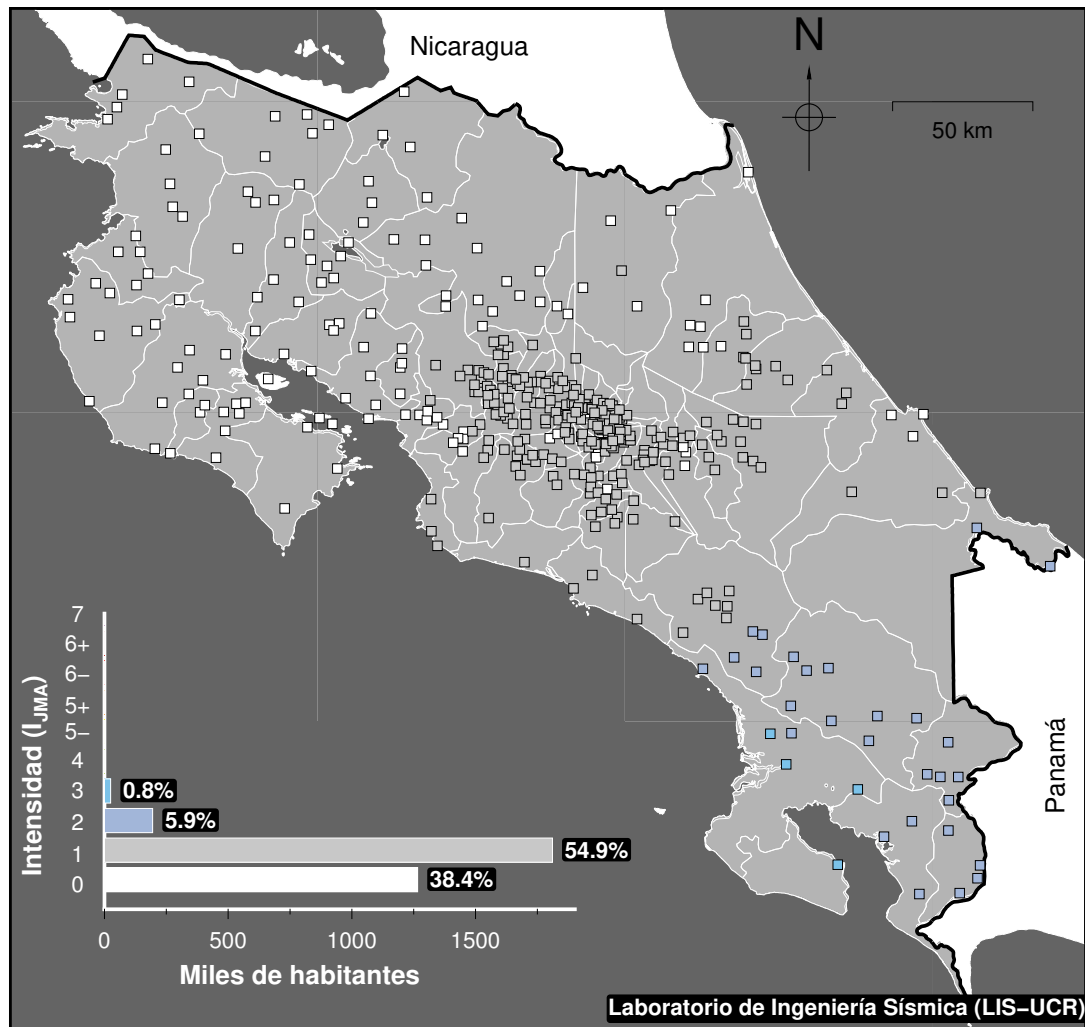 Nicaragua
N
50 km
Panamá
Intensidad (I_JMA)
7
6+
6−
5+
5−
4
3 0.8%
2 5.9%
1 54.9%
0 38.4%
0 500 1000 1500
Miles de habitantes
Laboratorio de Ingeniería Sísmica (LIS−UCR)